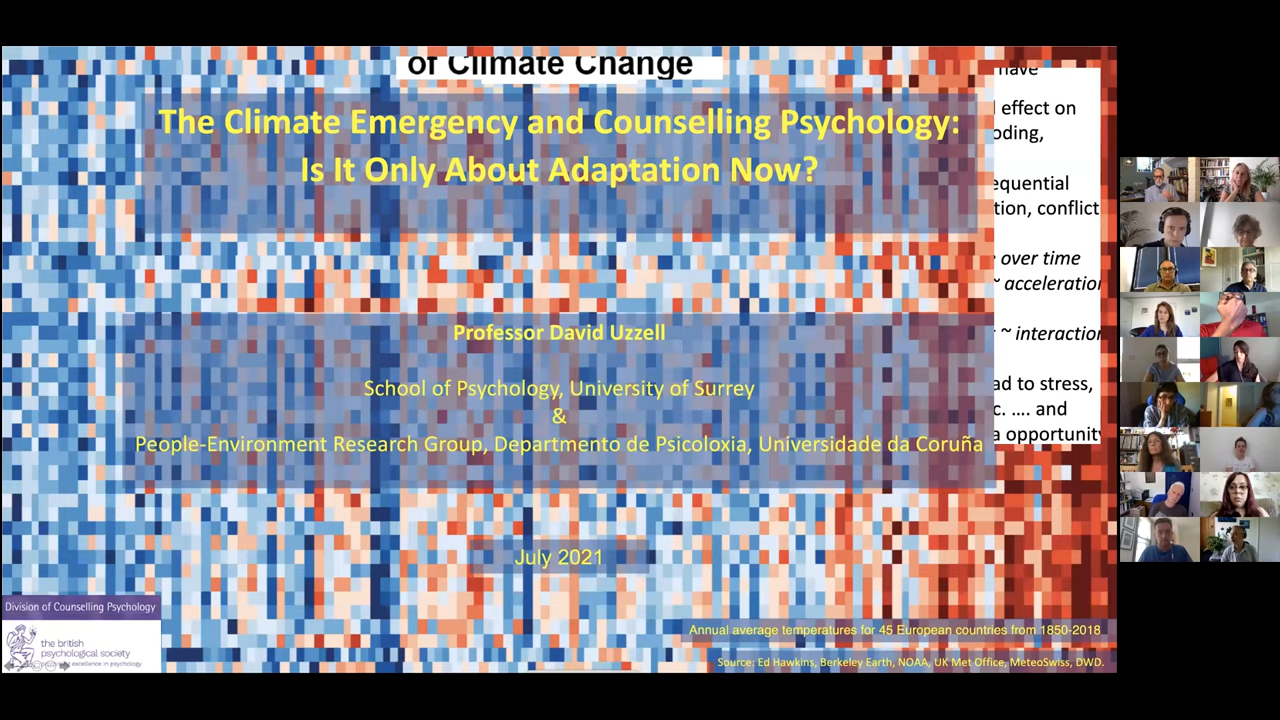 of Climate Change
The Climate Emergency and Counselling Psychology:
Is It Only About Adaptation Now?
Professor David Uzzell
School of Psychology, University of Surrey
&
People-Environment Research Group, Departmento de Psicoloxia, Universidade da Coruña
July 2021
have
effect on
oding,
equential
tion, conflict
over time
~ acceleration
~ interaction
ad to stress,
c. .... and
a opportunity
Annual average temperatures for 45 European countries from 1850-2018
Source: Ed Hawkins, Berkeley Earth, NOAA, UK Met Office, MeteoSwiss, DWD.
Division of Counselling Psychology
the british
psychological society
excellence in psychology